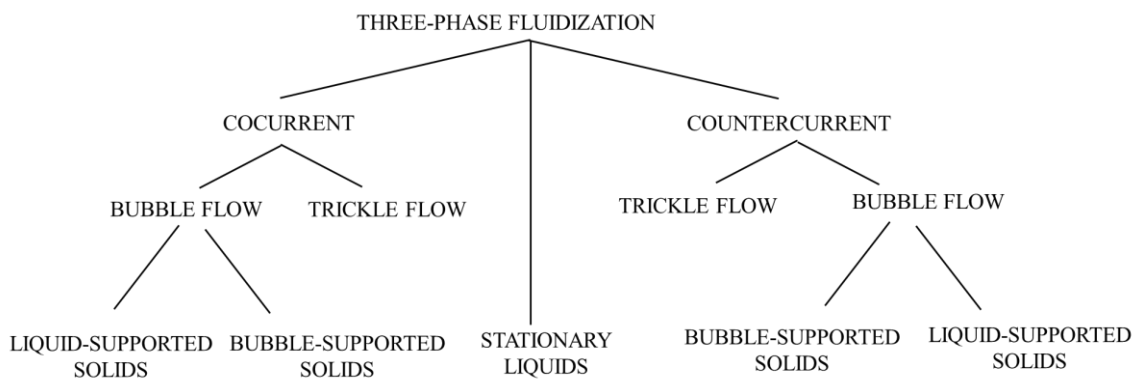 THREE-PHASE FLUIDIZATION
COCURRENT
COUNTERCURRENT
BUBBLE FLOW
TRICKLE FLOW
TRICKLE FLOW
BUBBLE FLOW
LIQUID-SUPPORTED
SOLIDS
BUBBLE-SUPPORTED
SOLIDS
STATIONARY
LIQUIDS
BUBBLE-SUPPORTED
SOLIDS
LIQUID-SUPPORTED
SOLIDS